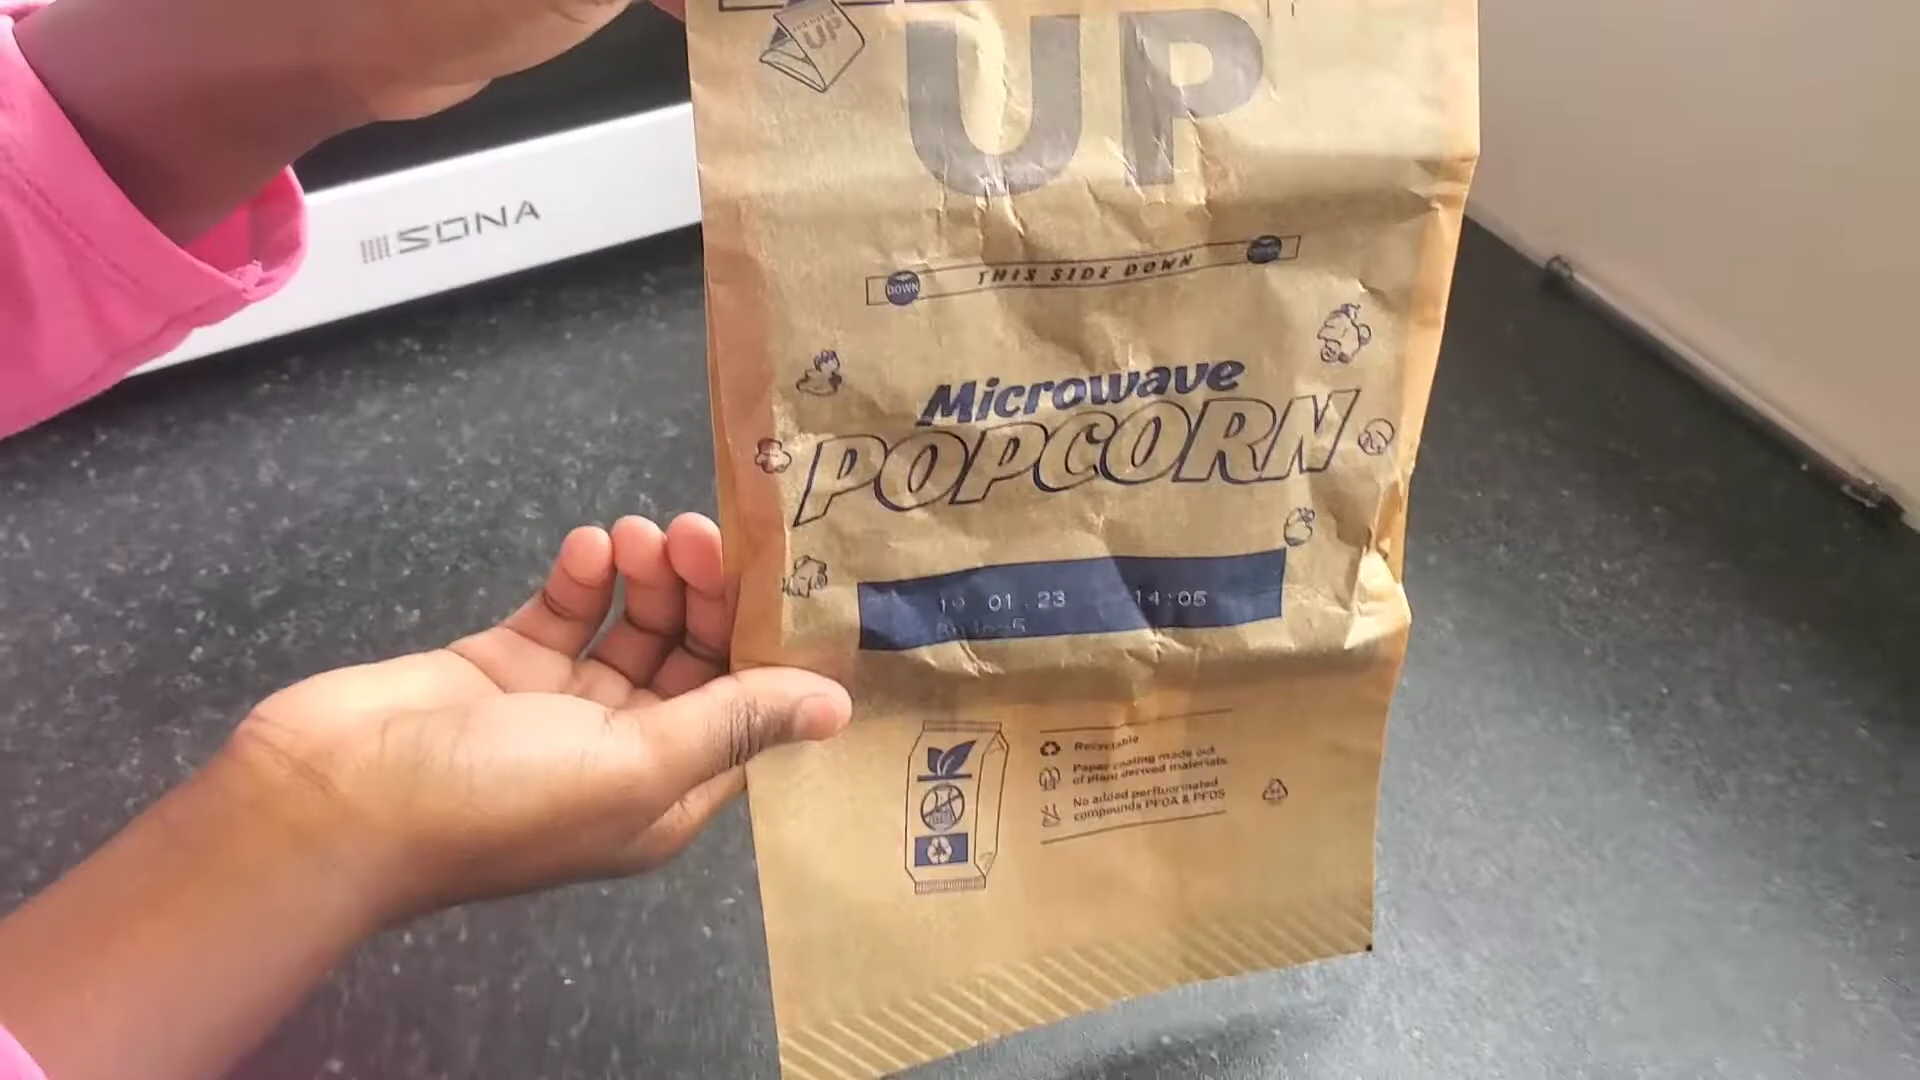 UP
UP
SONA
DOWN
THIS SIDE DOWN
Microwave
POPCORN
01.23 14:05
Recyclable
Paper coating made out
of plant derived materials
No added perfluorinated
compounds PFOA & PFOS